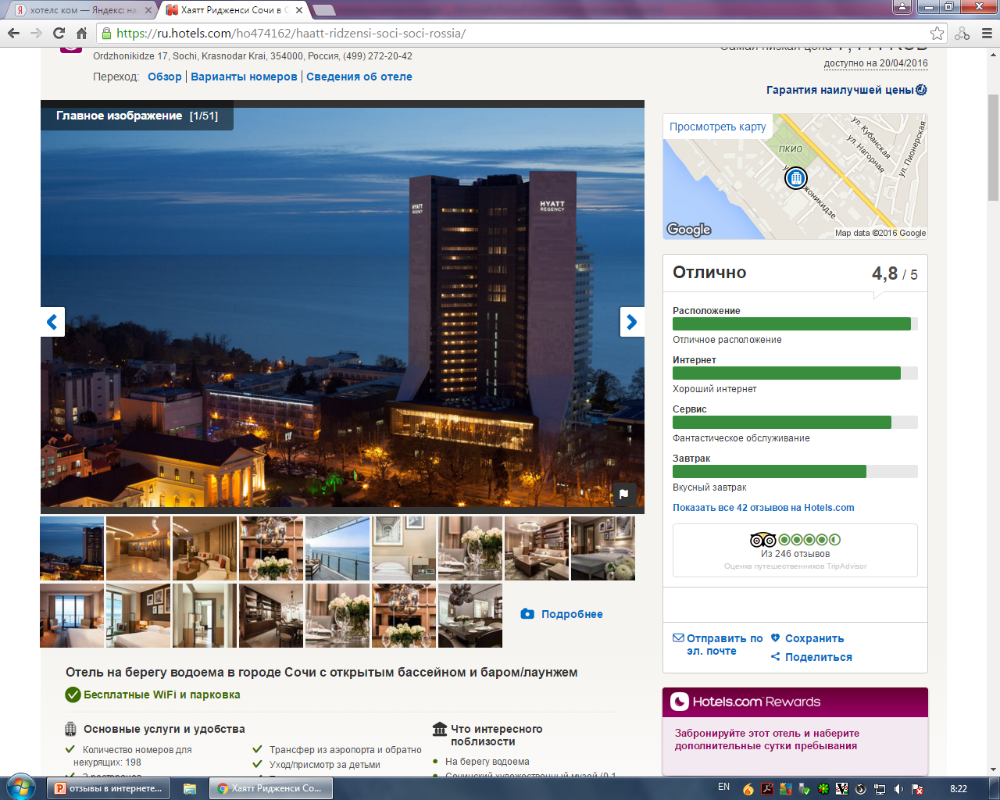 хотелс ком — Яндекс: на
Хаятт Ридженси Сочи в С
https://ru.hotels.com/ho474162/haatt-ridzensi-soci-soci-rossia/
Ordzhonikidze 17, Sochi, Krasnodar Krai, 354000, Россия, (499) 272-20-42
Переход: Обзор | Варианты номеров | Сведения об отеле
доступно на 20/04/2016
Гарантия наилучшей цены
Главное изображение [1/51]
HYATT
REGENCY
HYATT
REGENCY
Просмотреть карту
ПКИО
ул. Кубанская
ул. Нагорная
ул. Пионерская
Google
Map data ©2016 Google
Отлично 4,8 / 5
Расположение
Отличное расположение
Интернет
Хороший интернет
Сервис
Фантастическое обслуживание
Завтрак
Вкусный завтрак
Показать все 42 отзывов на Hotels.com
Из 246 отзывов
Оценка путешественников TripAdvisor
Отправить по
эл. почте
Сохранить
Поделиться
Подробнее
Отель на берегу водоема в городе Сочи с открытым бассейном и баром/лаунжем
Бесплатные WiFi и парковка
Основные услуги и удобства
Количество номеров для
некурящих: 198
Трансфер из аэропорта и обратно
Уход/присмотр за детьми
Что интересного
поблизости
На берегу водоема
Hotels.com Rewards
Забронируйте этот отель и наберите
дополнительные сутки пребывания
отзывы в интернете...
Хаятт Ридженси Со...
EN
8:22